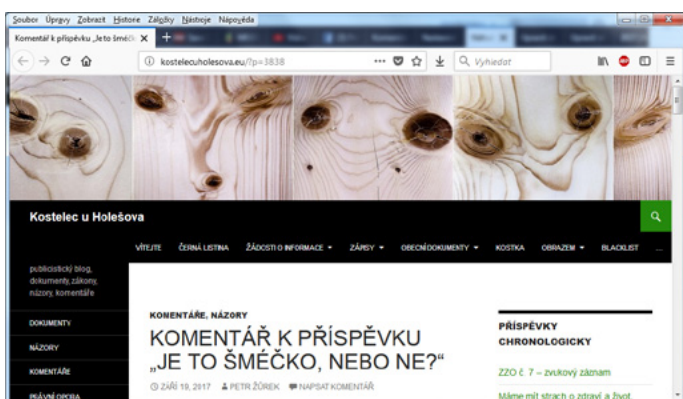 Soubor Úpravy Zobrazit Historie Záložky Nástroje Nápověda
Komentář k příspěvku „Je to šméčk
kostelecuholesova.eu/?p=3838
Vyhledat
Kostelec u Holešova
VÍTEJTE ČERNÁ LISTINA ŽÁDOSTI O INFORMACE ZÁPISY OBECNÍ DOKUMENTY KOSTKA OBRAZEM BLACKLIST ...
publicistický blog,
dokumenty, zákony,
názory, komentáře
DOKUMENTY
NÁZORY
KOMENTÁŘE
PRÁVNÍ OPORA
KOMENTÁŘE, NÁZORY
KOMENTÁŘ K PŘÍSPĚVKU
„JE TO ŠMÉČKO, NEBO NE?“
ZÁŘÍ 19, 2017 PETR ŽŮREK NAPSAT KOMENTÁŘ
PŘÍSPĚVKY
CHRONOLOGICKY
ZZO č. 7 – zvukový záznam
Máme mít strach o zdraví a život